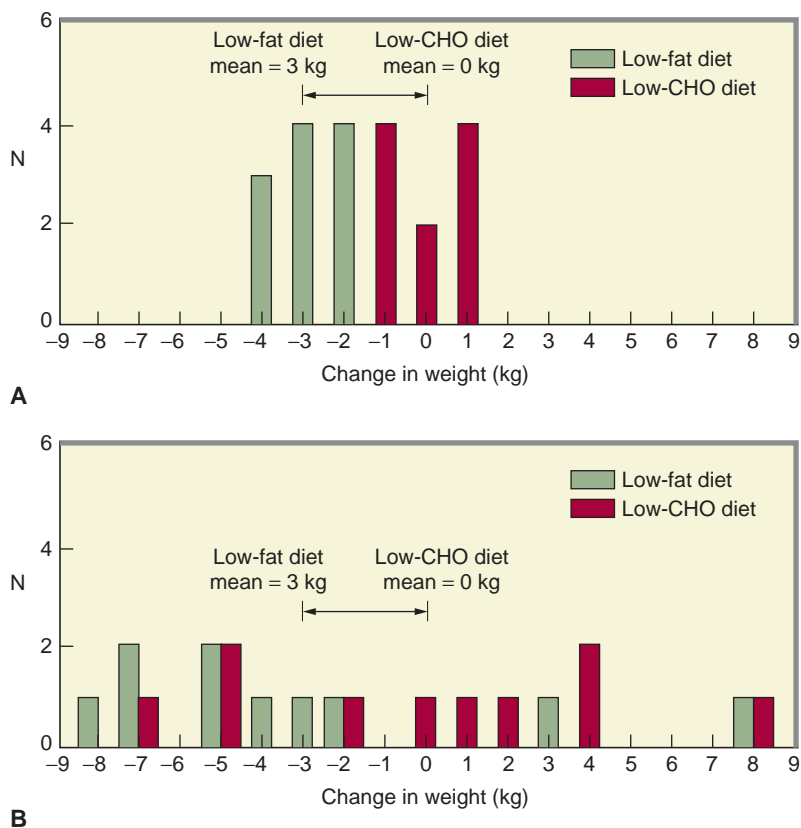 6
Low-fat diet
mean = 3 kg
Low-CHO diet
mean = 0 kg
Low-fat diet
Low-CHO diet
4
N
2
0
–9 –8 –7 –6 –5 –4 –3 –2 –1 0 1 2 3 4 5 6 7 8 9
Change in weight (kg)
A
6
Low-fat diet
Low-CHO diet
4
Low-fat diet
mean = 3 kg
Low-CHO diet
mean = 0 kg
N
2
0
–9 –8 –7 –6 –5 –4 –3 –2 –1 0 1 2 3 4 5 6 7 8 9
Change in weight (kg)
B